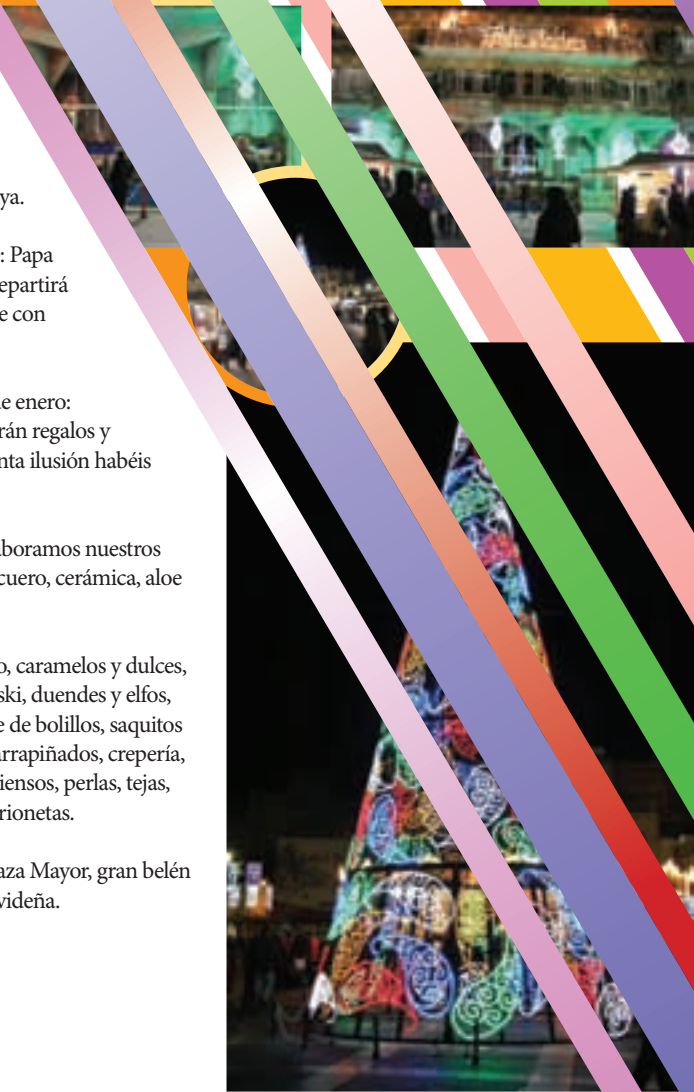 ya.
: Papa
epartirá
e con
e enero:
rán regalos y
nta ilusión habéis
boramos nuestros
cuero, cerámica, aloe
o, caramelos y dulces,
ski, duendes y elfos,
e de bolillos, saquitos
arrapiñados, crepería,
iensos, perlas, tejas,
rionetas.
aza Mayor, gran belén
videña.